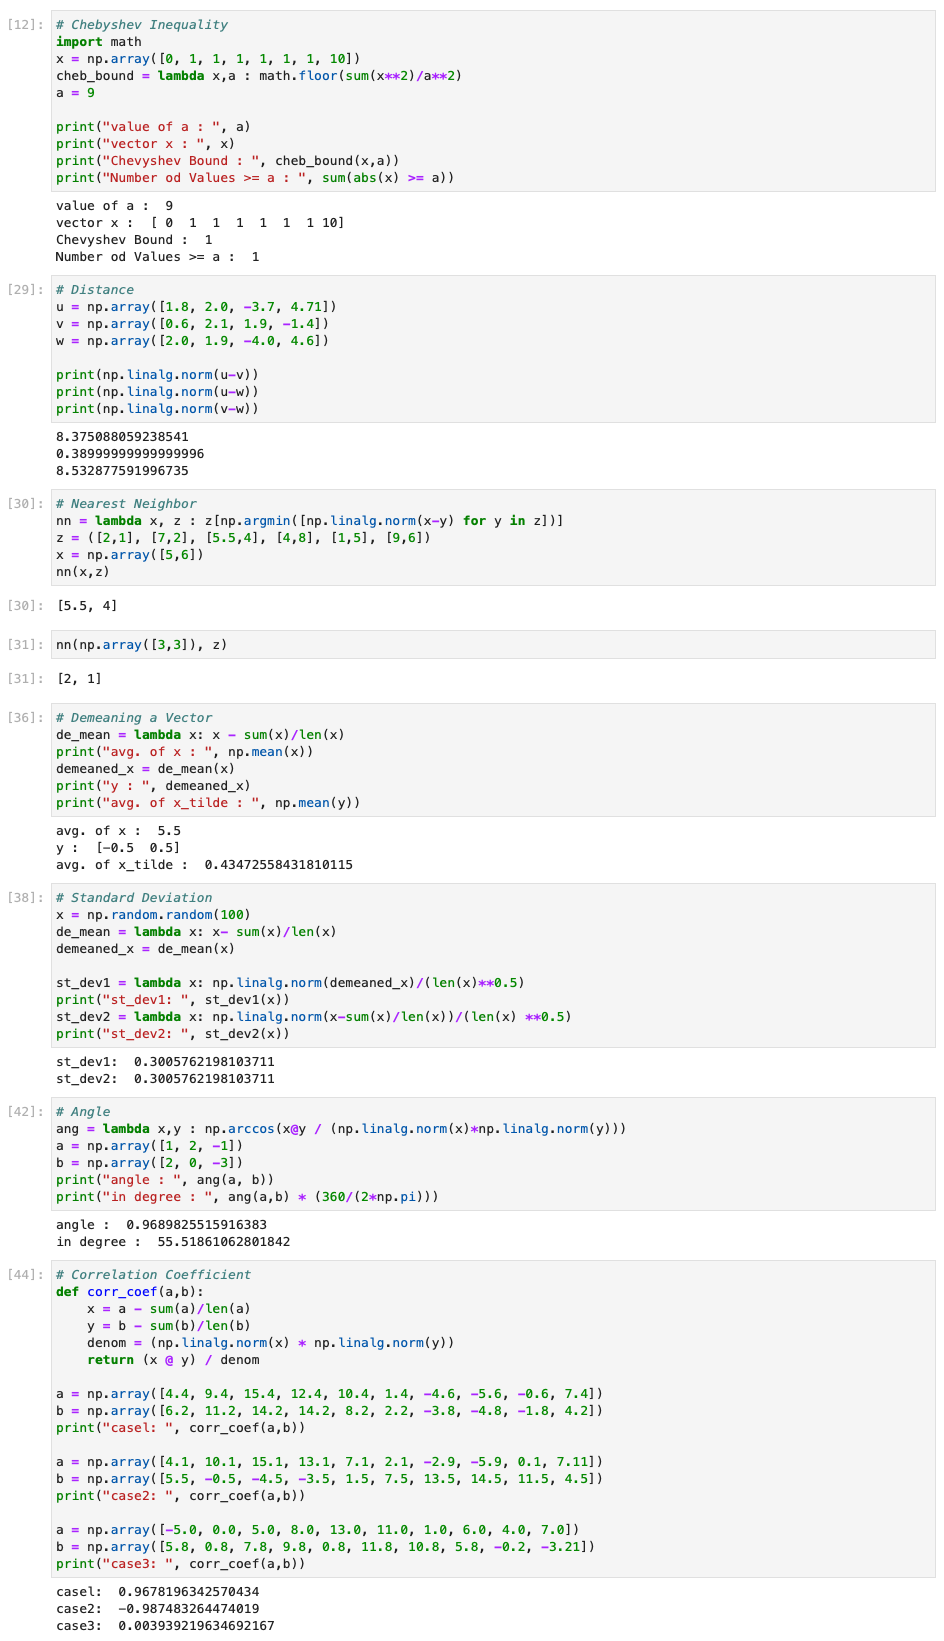 [12]: # Chebyshev Inequality
import math
x = np.array([0, 1, 1, 1, 1, 1, 1, 10])
cheb_bound = lambda x,a : math.floor(sum(x**2)/a**2)
a = 9
print("value of a : ", a)
print("vector x : ", x)
print("Chevyshev Bound : ", cheb_bound(x,a))
print("Number od Values >= a : ", sum(abs(x) >= a))
value of a :  9
vector x :  [ 0  1  1  1  1  1  1 10]
Chevyshev Bound :  1
Number od Values >= a :  1
[29]: # Distance
u = np.array([1.8, 2.0, -3.7, 4.71])
v = np.array([0.6, 2.1, 1.9, -1.4])
w = np.array([2.0, 1.9, -4.0, 4.6])
print(np.linalg.norm(u-v))
print(np.linalg.norm(u-w))
print(np.linalg.norm(v-w))
8.375088059238541
0.38999999999999996
8.532877591996735
[30]: # Nearest Neighbor
nn = lambda x, z : z[np.argmin([np.linalg.norm(x-y) for y in z])]
z = ([2,1], [7,2], [5.5,4], [4,8], [1,5], [9,6])
x = np.array([5,6])
nn(x,z)
[30]: [5.5, 4]
[31]: nn(np.array([3,3]), z)
[31]: [2, 1]
[36]: # Demeaning a Vector
de_mean = lambda x: x - sum(x)/len(x)
print("avg. of x : ", np.mean(x))
demeaned_x = de_mean(x)
print("y : ", demeaned_x)
print("avg. of x_tilde : ", np.mean(y))
avg. of x :  5.5
y :  [-0.5  0.5]
avg. of x_tilde :  0.43472558431810115
[38]: # Standard Deviation
x = np.random.random(100)
de_mean = lambda x: x- sum(x)/len(x)
demeaned_x = de_mean(x)
st_dev1 = lambda x: np.linalg.norm(demeaned_x)/(len(x)**0.5)
print("st_dev1: ", st_dev1(x))
st_dev2 = lambda x: np.linalg.norm(x-sum(x)/len(x))/(len(x) **0.5)
print("st_dev2: ", st_dev2(x))
st_dev1:  0.3005762198103711
st_dev2:  0.3005762198103711
[42]: # Angle
ang = lambda x,y : np.arccos(x@y / (np.linalg.norm(x)*np.linalg.norm(y)))
a = np.array([1, 2, -1])
b = np.array([2, 0, -3])
print("angle : ", ang(a, b))
print("in degree : ", ang(a,b) * (360/(2*np.pi)))
angle :  0.9689825515916383
in degree :  55.51861062801842
[44]: # Correlation Coefficient
def corr_coef(a,b):
    x = a - sum(a)/len(a)
    y = b - sum(b)/len(b)
    denom = (np.linalg.norm(x) * np.linalg.norm(y))
    return (x @ y) / denom
a = np.array([4.4, 9.4, 15.4, 12.4, 10.4, 1.4, -4.6, -5.6, -0.6, 7.4])
b = np.array([6.2, 11.2, 14.2, 14.2, 8.2, 2.2, -3.8, -4.8, -1.8, 4.2])
print("casel: ", corr_coef(a,b))
a = np.array([4.1, 10.1, 15.1, 13.1, 7.1, 2.1, -2.9, -5.9, 0.1, 7.11])
b = np.array([5.5, -0.5, -4.5, -3.5, 1.5, 7.5, 13.5, 14.5, 11.5, 4.5])
print("case2: ", corr_coef(a,b))
a = np.array([-5.0, 0.0, 5.0, 8.0, 13.0, 11.0, 1.0, 6.0, 4.0, 7.0])
b = np.array([5.8, 0.8, 7.8, 9.8, 0.8, 11.8, 10.8, 5.8, -0.2, -3.21])
print("case3: ", corr_coef(a,b))
casel:  0.9678196342570434
case2:  -0.987483264474019
case3:  0.003939219634692167